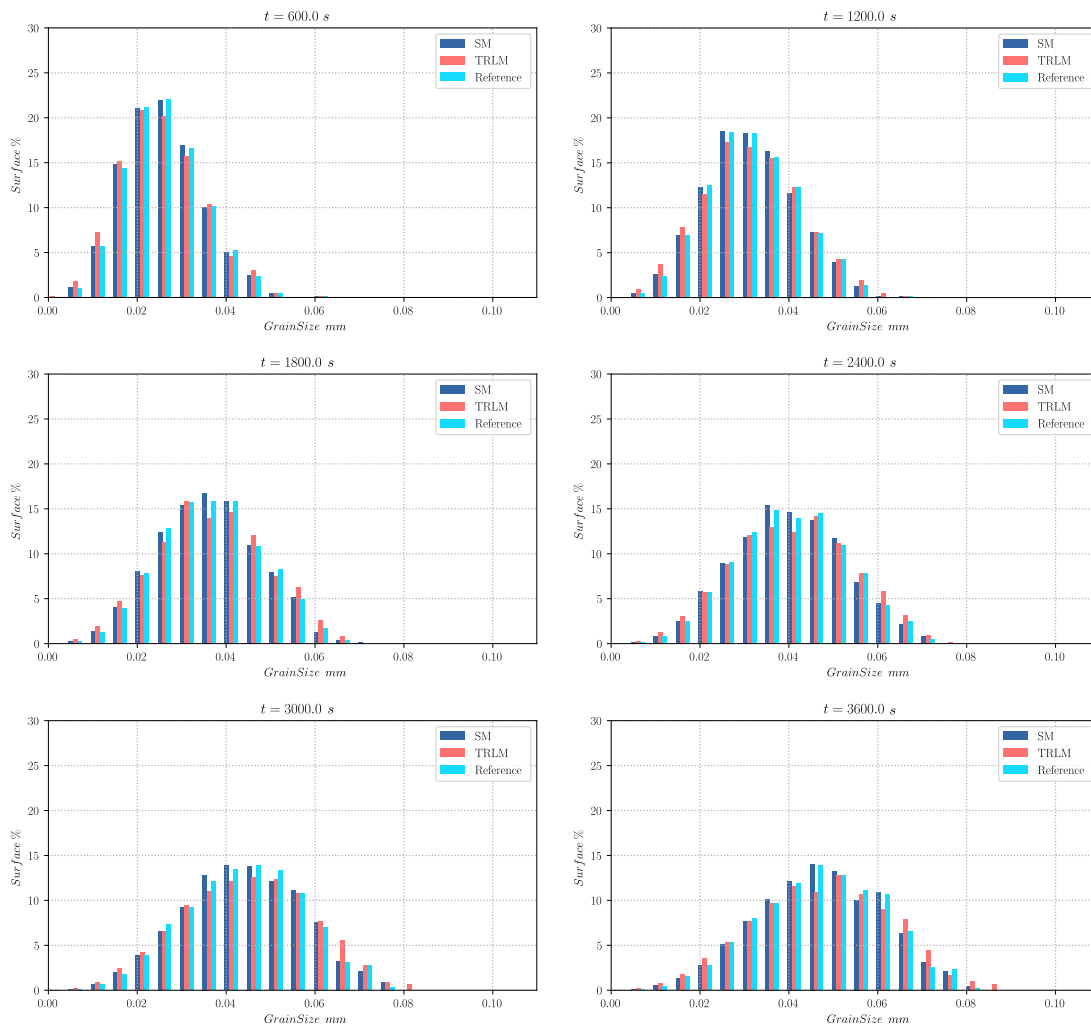 t = 600.0 s
30
25
20
15
10
5
0
Surface %
SM
TRLM
Reference
0.00 0.02 0.04 0.06 0.08 0.10
GrainSize mm
t = 1200.0 s
30
25
20
15
10
5
0
Surface %
SM
TRLM
Reference
0.00 0.02 0.04 0.06 0.08 0.10
GrainSize mm
t = 1800.0 s
30
25
20
15
10
5
0
Surface %
SM
TRLM
Reference
0.00 0.02 0.04 0.06 0.08 0.10
GrainSize mm
t = 2400.0 s
30
25
20
15
10
5
0
Surface %
SM
TRLM
Reference
0.00 0.02 0.04 0.06 0.08 0.10
GrainSize mm
t = 3000.0 s
30
25
20
15
10
5
0
Surface %
SM
TRLM
Reference
0.00 0.02 0.04 0.06 0.08 0.10
GrainSize mm
t = 3600.0 s
30
25
20
15
10
5
0
Surface %
SM
TRLM
Reference
0.00 0.02 0.04 0.06 0.08 0.10
GrainSize mm